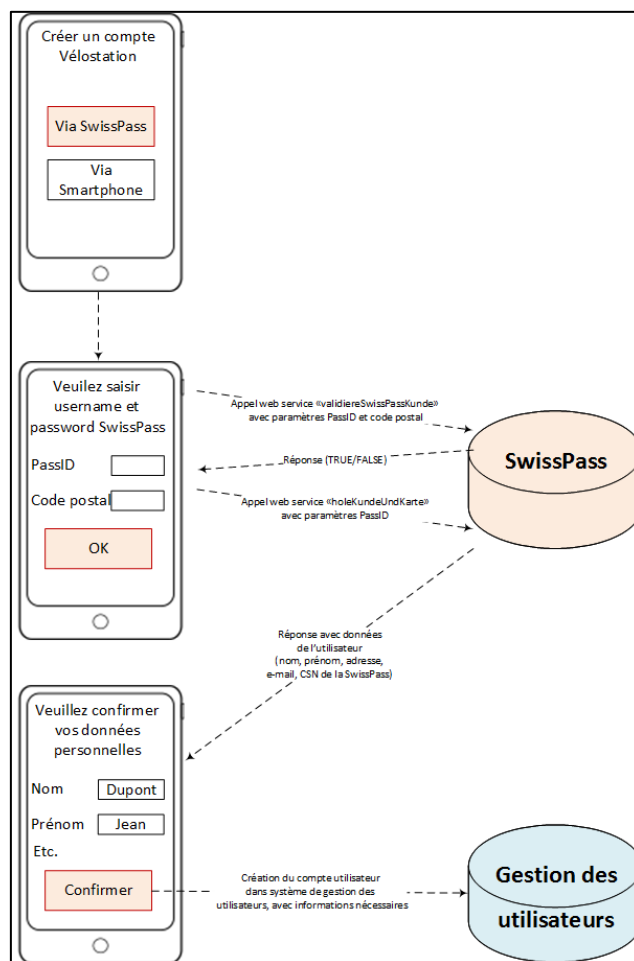 Créer un compte
Vélostation
Via SwissPass
Via
Smartphone
Veuilez saisir
username et
password SwissPass
PassID
Code postal
OK
Appel web service «validiereSwissPassKunde»
avec paramètres PassID et code postal
Réponse (TRUE/FALSE)
Appel web service «holeKundeUndKarte»
avec paramètres PassID
SwissPass
Réponse avec données
de l'utilisateur
(nom, prénom, adresse,
e-mail, CSN de la SwissPass)
Veuillez confirmer
vos données
personnelles
Nom
Dupont
Prénom
Jean
Etc.
Confirmer
Création du compte utilisateur
dans système de gestion des
utilisateurs, avec informations nécessaires
Gestion des
utilisateurs